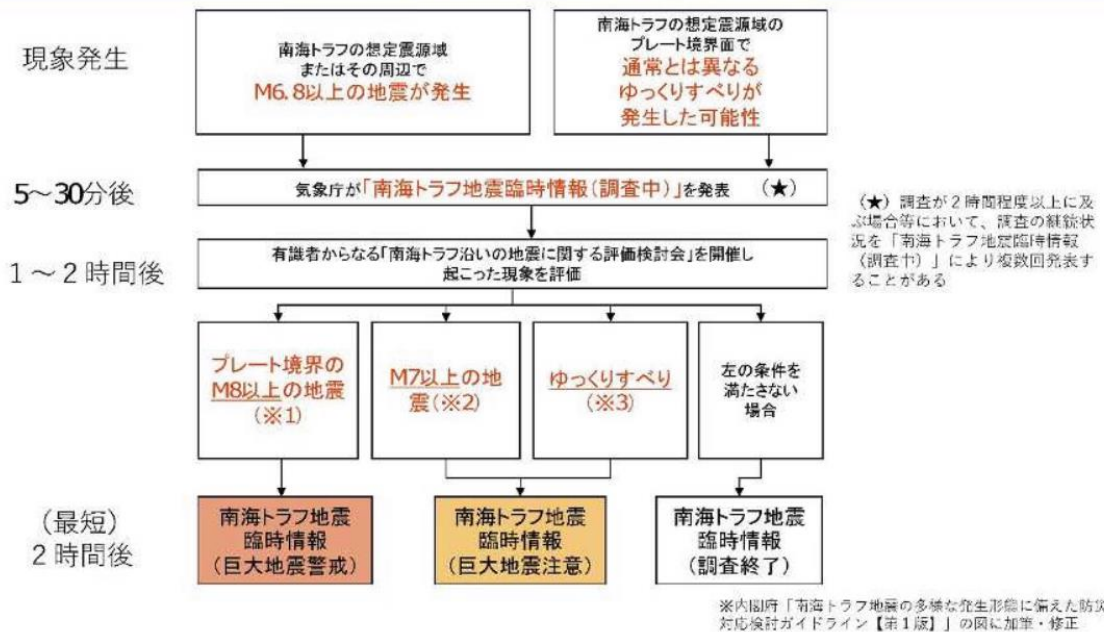 現象発生
南海トラフの想定震源域
またはその周辺で
M6.8以上の地震が発生
南海トラフの想定震源域の
プレート境界面で
通常とは異なる
ゆっくりすべりが
発生した可能性
5～30分後
気象庁が「南海トラフ地震臨時情報(調査中)」を発表 (★)
(★)調査が2時間程度以上に及
ぶ場合等において、調査の継続状
況を「南海トラフ地震臨時情報
(調査中)」により複数回発表す
ることがある
1～2時間後
有識者からなる「南海トラフ沿いの地震に関する評価検討会」を開催し
起こった現象を評価
プレート境界の
M8以上の地震
(※1)
M7以上の地
震(※2)
ゆっくりすべり
(※3)
左の条件を
満たさない
場合
(最短)
2時間後
南海トラフ地震
臨時情報
(巨大地震警戒)
南海トラフ地震
臨時情報
(巨大地震注意)
南海トラフ地震
臨時情報
(調査終了)
※内閣府「南海トラフ地震の多様な発生形態に備えた防災
対応検討ガイドライン【第1版】」の図に加筆・修正